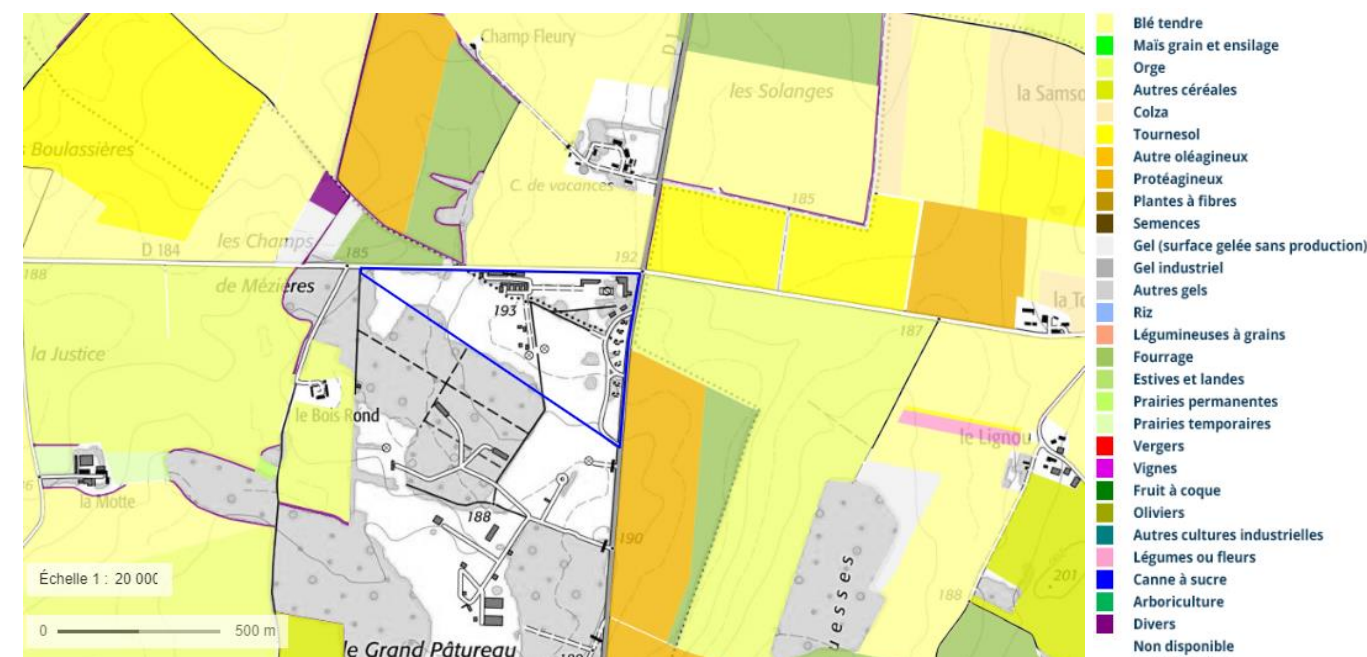 Champ Fleury
D 1
les Solanges
la Samso
s Boulassières
C. de vacances
185
D 184
les Champs
de Mézières
185
192
188
193
187
la To
la Justice
le Bois Rond
le Lignou
la Motte
188
190
Échelle 1 : 20 000
0 500 m
uesses
188
201
le Grand Pâtureau
Blé tendre
Maïs grain et ensilage
Orge
Autres céréales
Colza
Tournesol
Autre oléagineux
Protéagineux
Plantes à fibres
Semences
Gel (surface gelée sans production)
Gel industriel
Autres gels
Riz
Légumineuses à grains
Fourrage
Estives et landes
Prairies permanentes
Prairies temporaires
Vergers
Vignes
Fruit à coque
Oliviers
Autres cultures industrielles
Légumes ou fleurs
Canne à sucre
Arboriculture
Divers
Non disponible